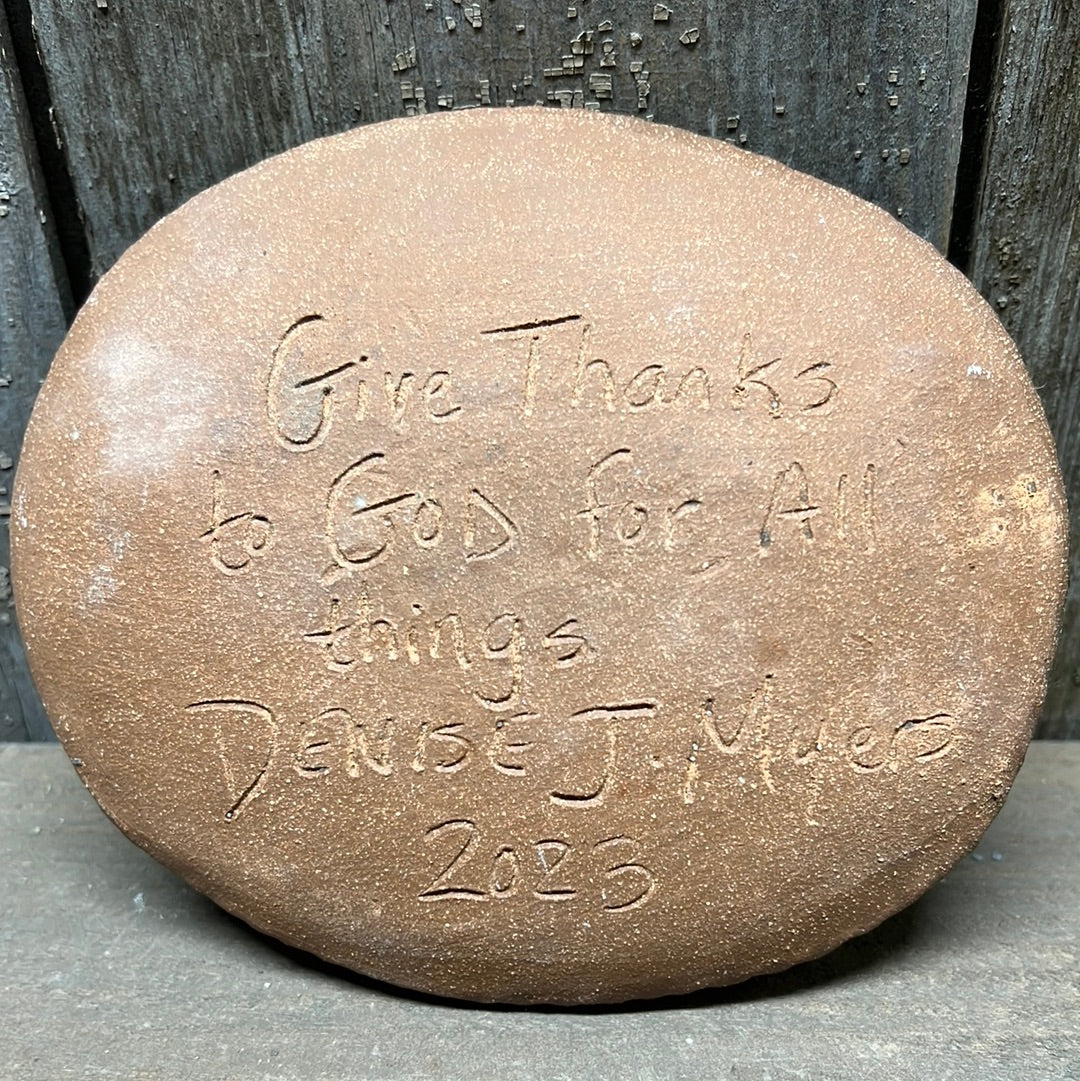 Give Thanks
to GOD for All
things
DENISE J. Myers
2023